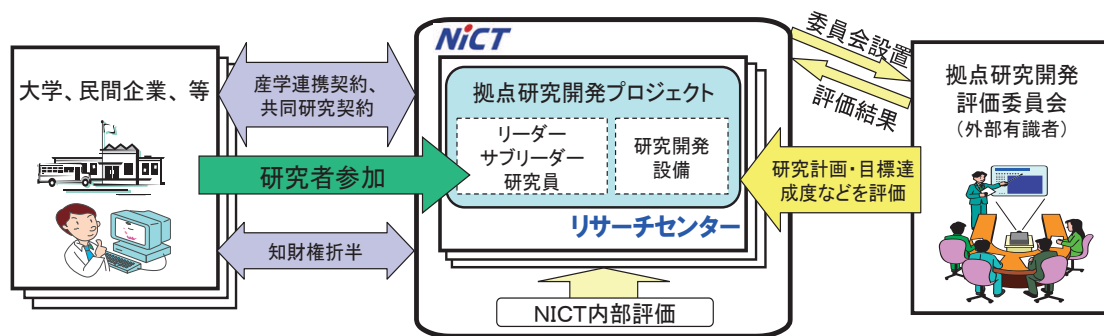 大学、民間企業、等
産学連携契約、
共同研究契約
研究者参加
知財権折半
NiCT
拠点研究開発プロジェクト
リーダー
サブリーダー
研究員
研究開発
設備
リサーチセンター
NICT内部評価
委員会設置
評価結果
研究計画・目標達
成度などを評価
拠点研究開発
評価委員会
(外部有識者)